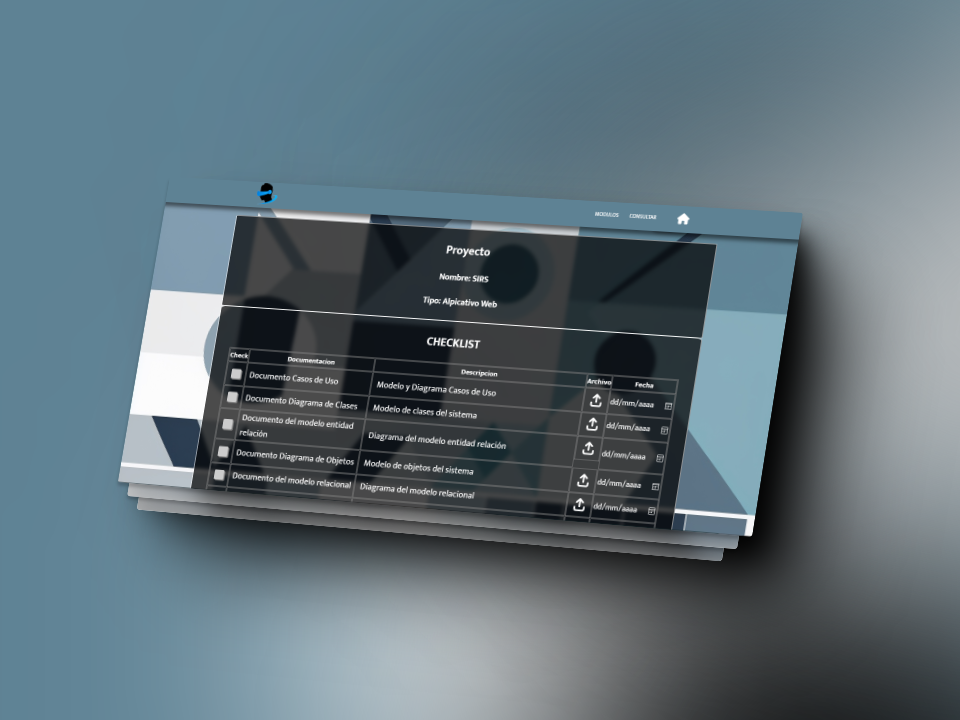 MODULOS CONSULTAR
Proyecto
Nombre: SIRS
Tipo: Alpicativo Web
CHECKLIST
Check Documentacion Descripcion Archivo Fecha
Documento Casos de Uso Modelo y Diagrama Casos de Uso dd/mm/aaaa
Documento Diagrama de Clases Modelo de clases del sistema dd/mm/aaaa
Documento del modelo entidad
relación Diagrama del modelo entidad relación dd/mm/aaaa
Documento Diagrama de Objetos Modelo de objetos del sistema dd/mm/aaaa
Documento del modelo relacional Diagrama del modelo relacional dd/mm/aaaa